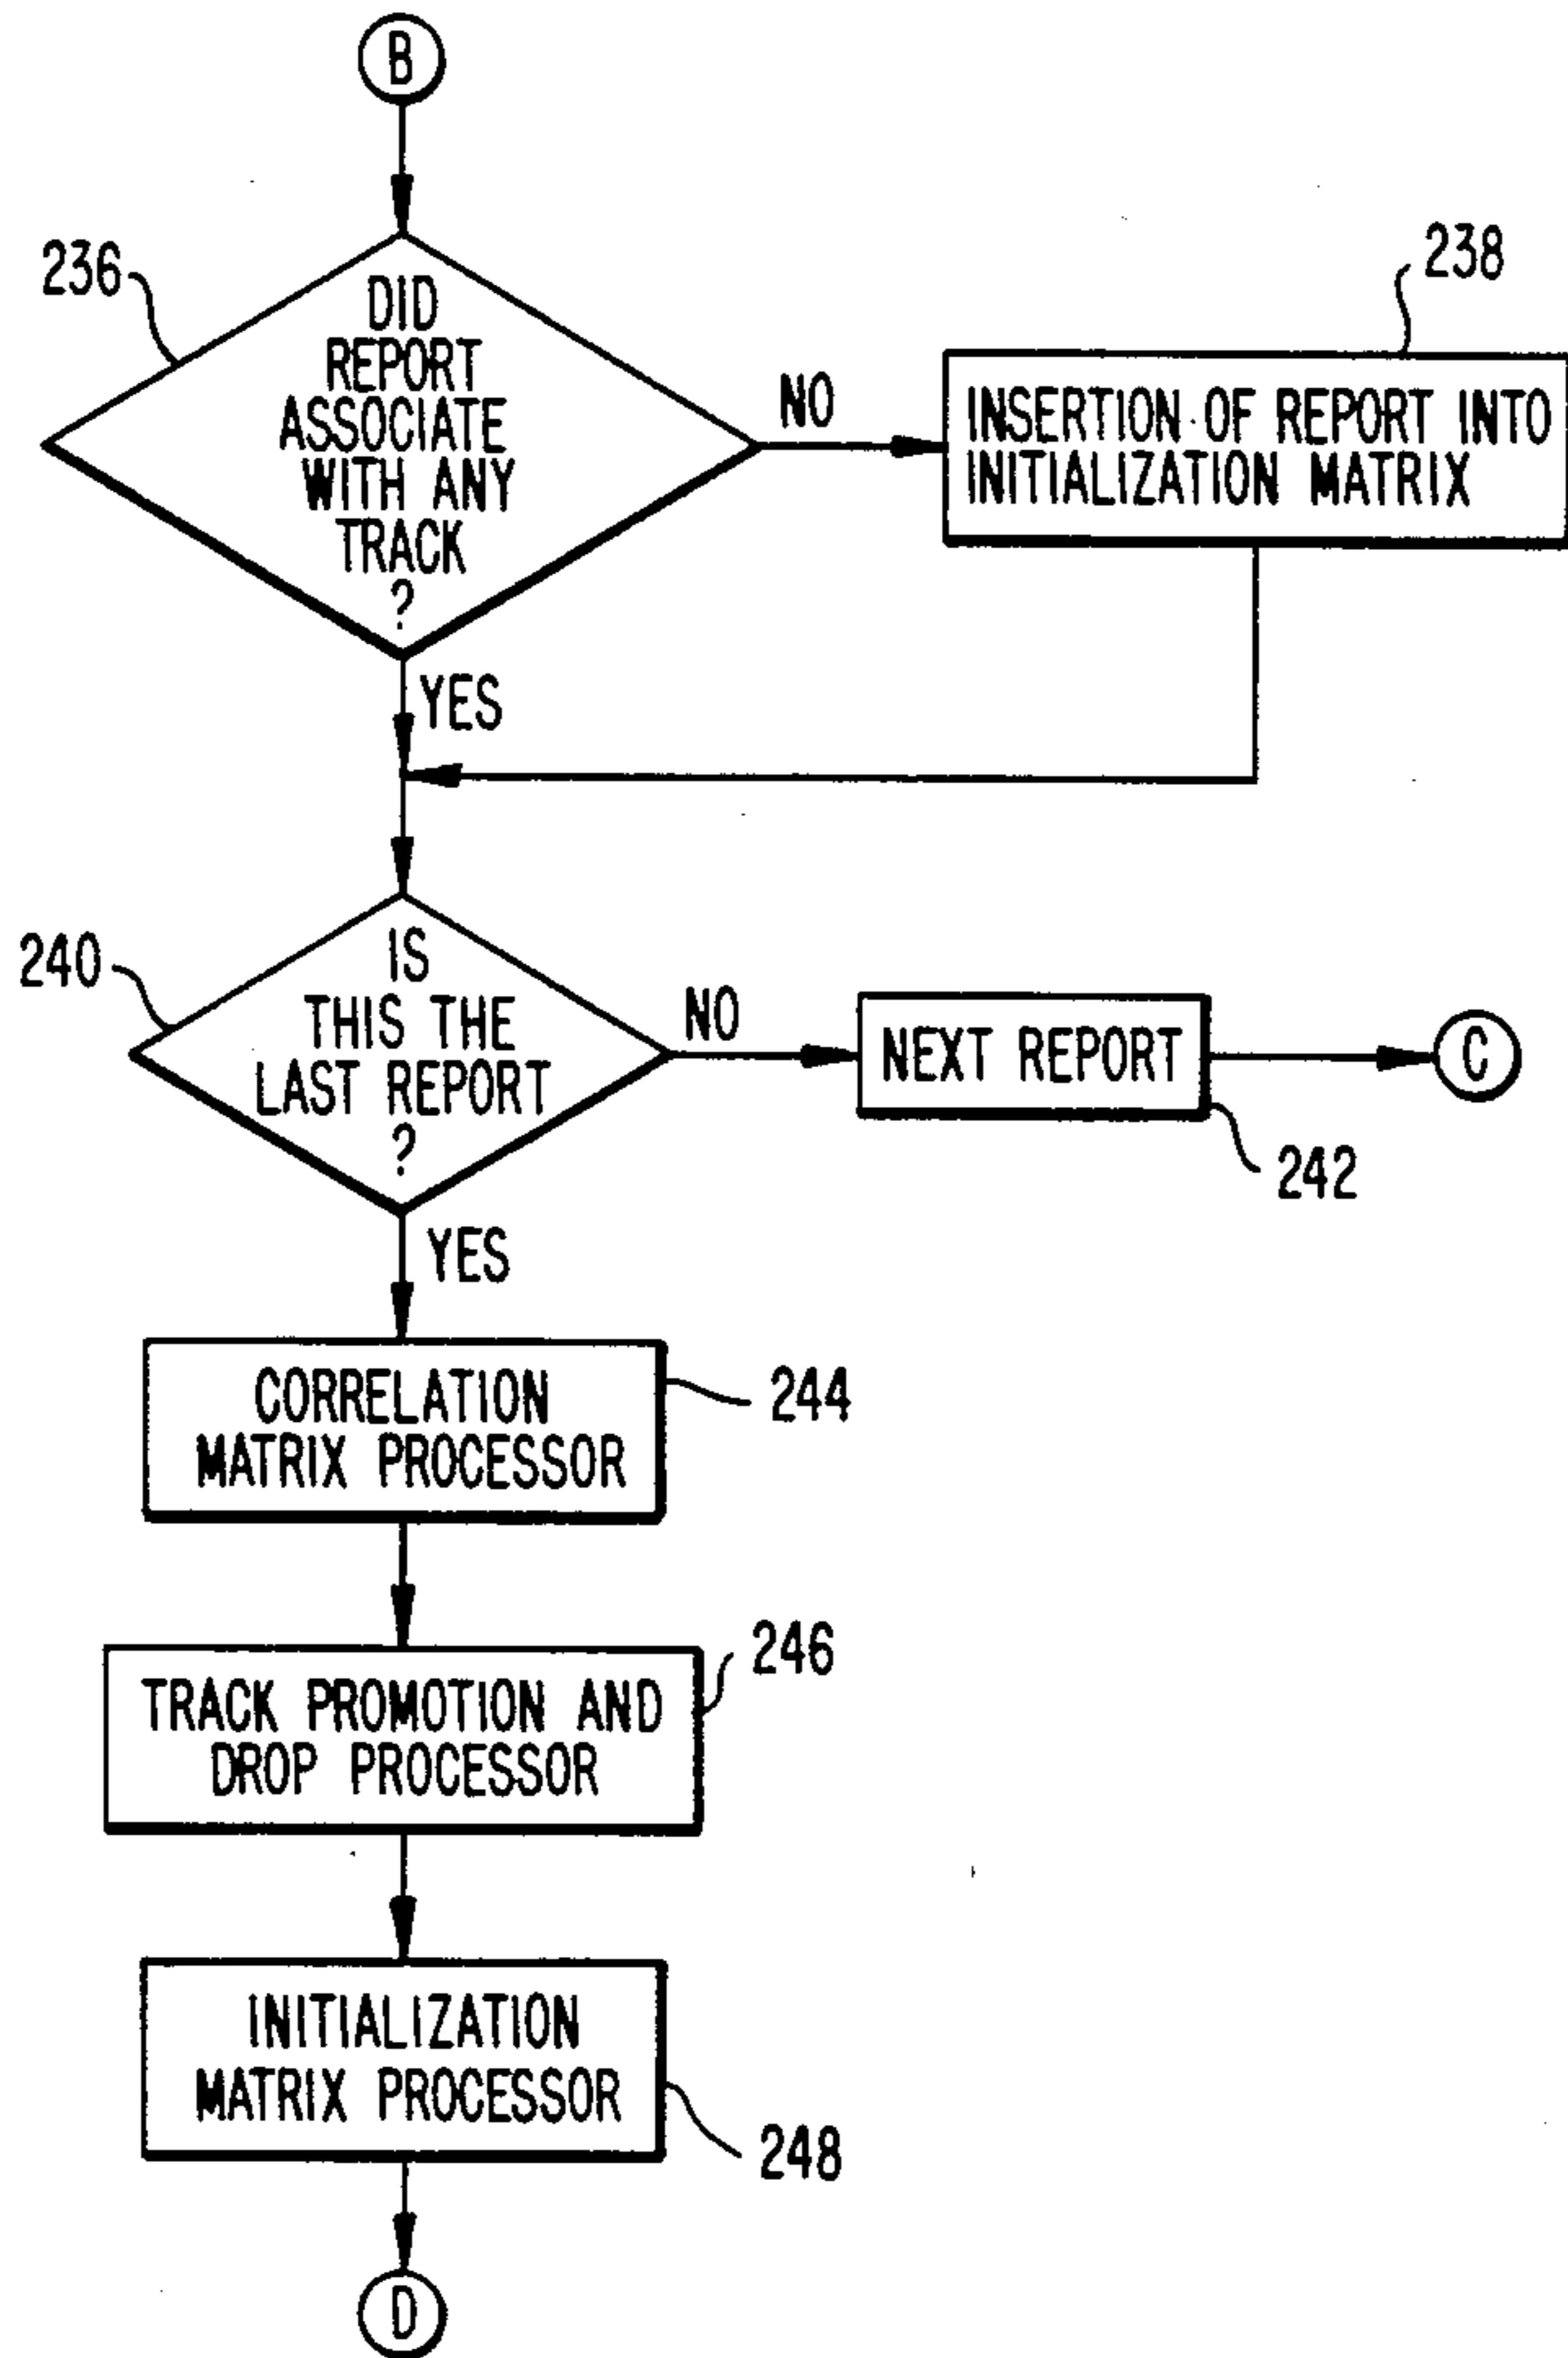 B
236
DID
REPORT
ASSOCIATE
WITH ANY
TRACK
?
NO
238
INSERTION OF REPORT INTO
INITIALIZATION MATRIX
YES
240
IS
THIS THE
LAST REPORT
?
NO
NEXT REPORT
C
242
YES
CORRELATION
MATRIX PROCESSOR
244
TRACK PROMOTION AND
DROP PROCESSOR
246
INITIALIZATION
MATRIX PROCESSOR
248
D